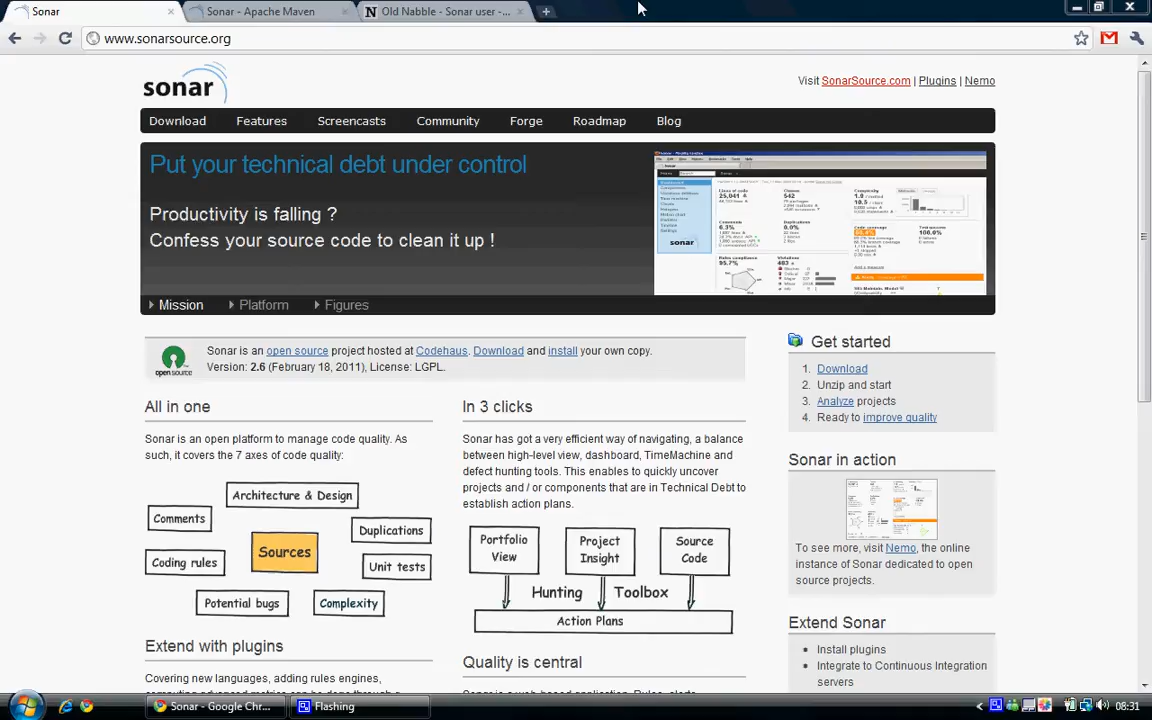 Sonar
Sonar - Apache Maven
Old Nabble - Sonar user -...
www.sonarsource.org
sonar
Visit SonarSource.com | Plugins | Nemo
Download Features Screencasts Community Forge Roadmap Blog
Put your technical debt under control
Productivity is falling ?
Confess your source code to clean it up !
Mission Platform Figures
open source
Sonar is an open source project hosted at Codehaus. Download and install your own copy.
Version: 2.6 (February 18, 2011), License: LGPL.
Get started
1. Download
2. Unzip and start
3. Analyze projects
4. Ready to improve quality
All in one
Sonar is an open platform to manage code quality. As
such, it covers the 7 axes of code quality:
Architecture & Design
Comments
Duplications
Sources
Coding rules
Unit tests
Potential bugs
Complexity
In 3 clicks
Sonar has got a very efficient way of navigating, a balance
between high-level view, dashboard, TimeMachine and
defect hunting tools. This enables to quickly uncover
projects and / or components that are in Technical Debt to
establish action plans.
Portfolio
View
Project
Insight
Source
Code
Hunting Toolbox
Action Plans
Sonar in action
To see more, visit Nemo, the online
instance of Sonar dedicated to open
source projects.
Extend Sonar
Install plugins
Integrate to Continuous Integration
servers
Extend with plugins
Covering new languages, adding rules engines,
Quality is central
Sonar - Google Chr...
Flashing
08:31